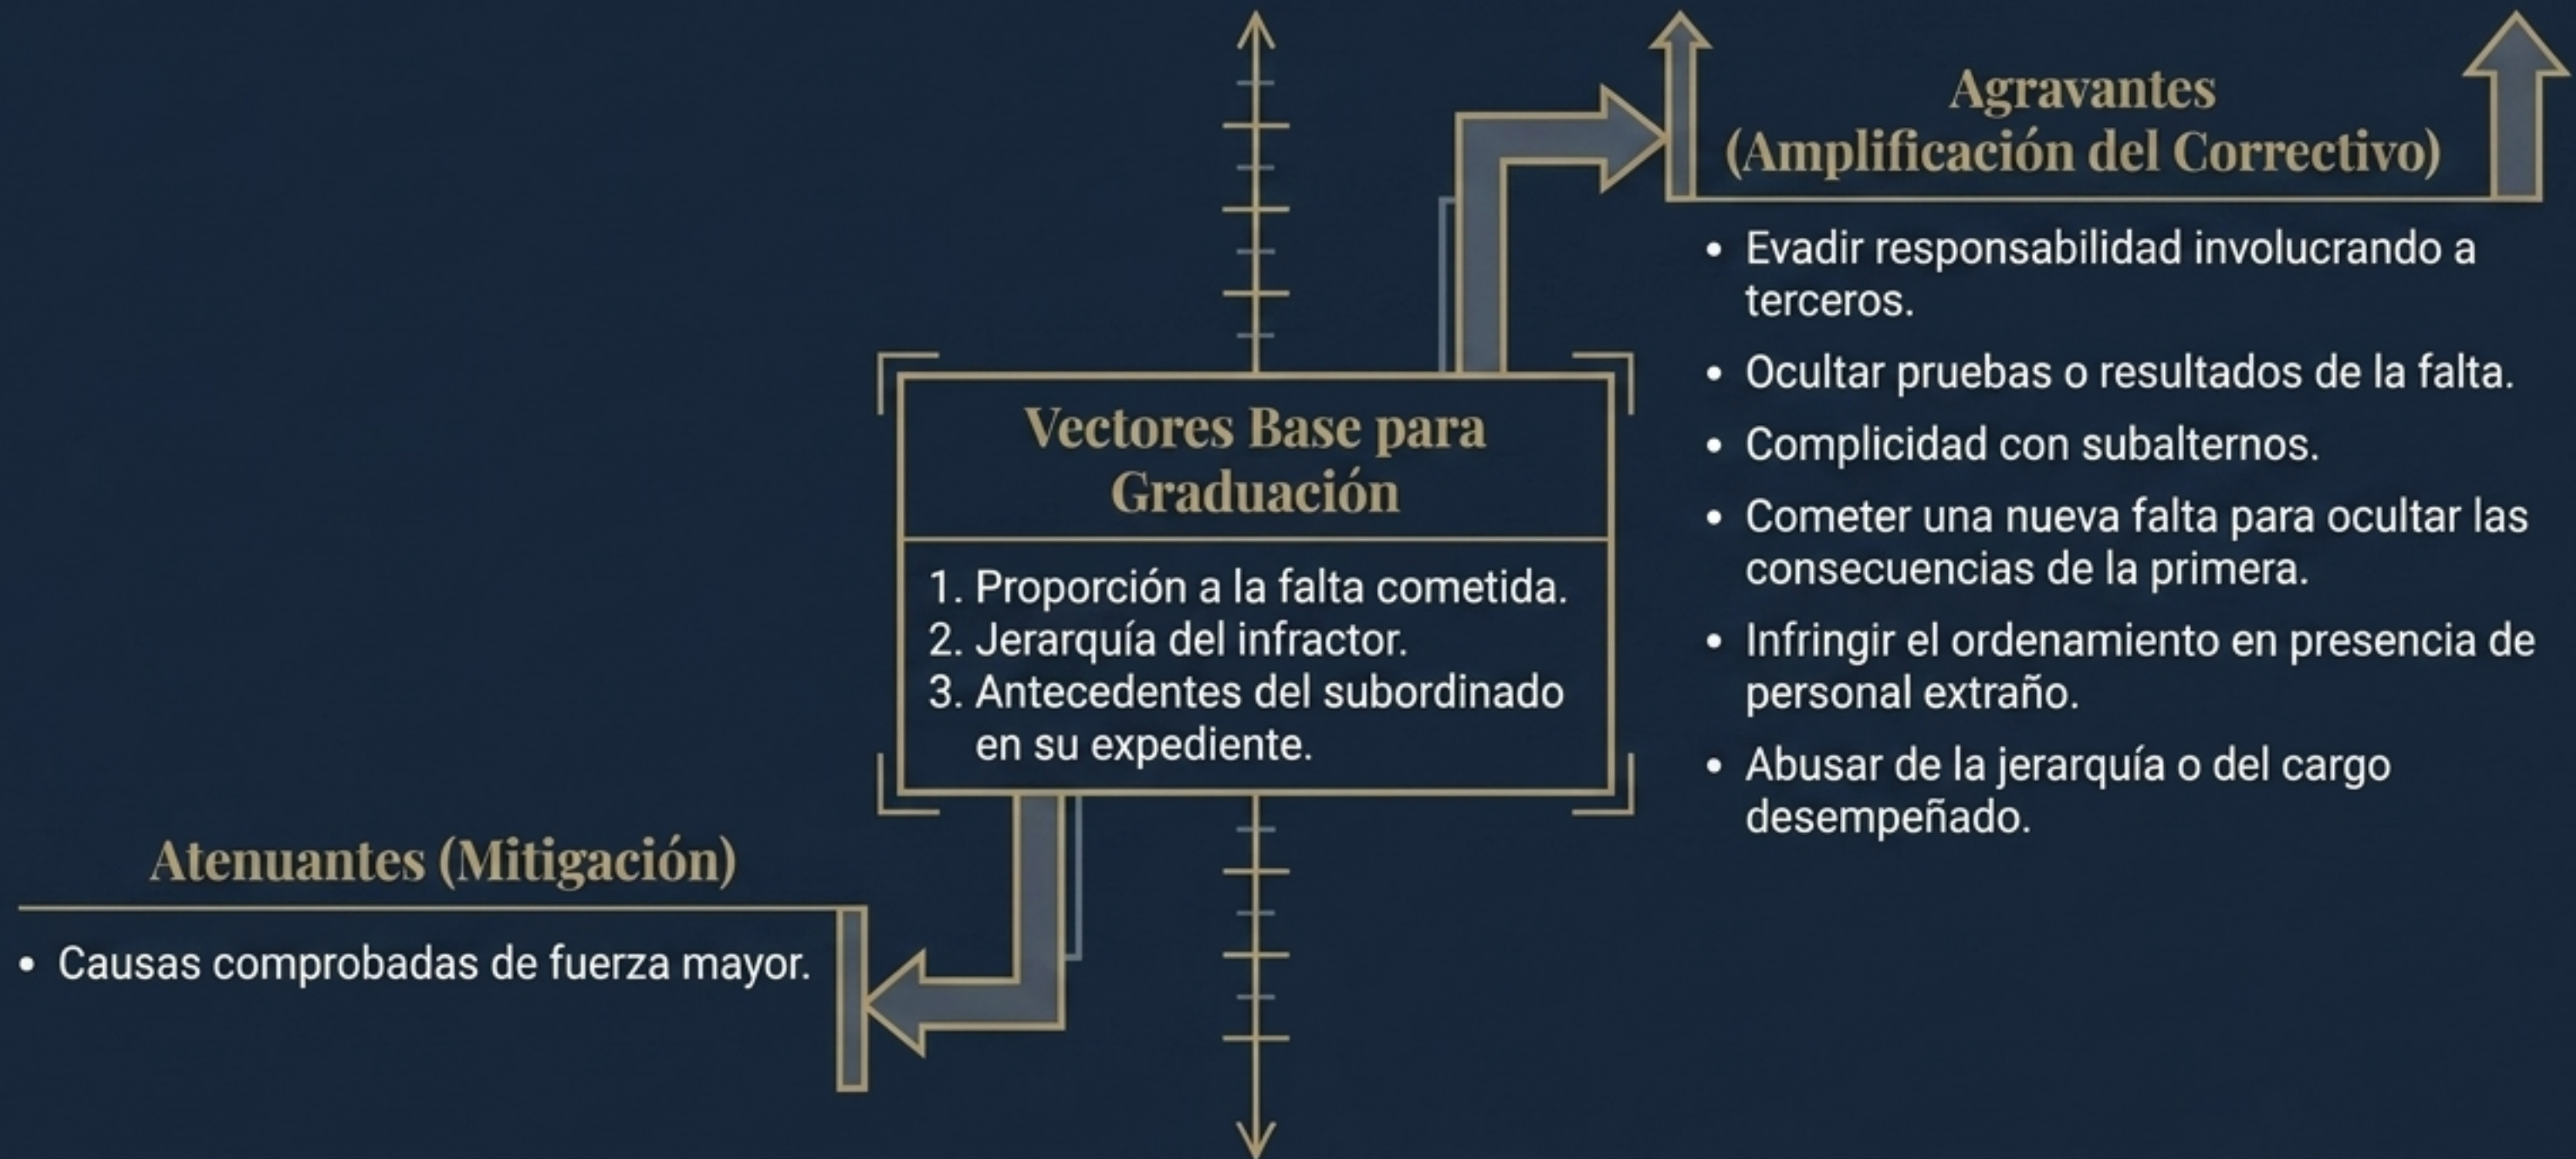 Agravantes
(Amplificación del Correctivo)
• Evadir responsabilidad involucrando a
terceros.
• Ocultar pruebas o resultados de la falta.
• Complicidad con subalternos.
• Cometer una nueva falta para ocultar las
consecuencias de la primera.
• Infringir el ordenamiento en presencia de
personal extraño.
• Abusar de la jerarquía o del cargo
desempeñado.
Vectores Base para
Graduación
1. Proporción a la falta cometida.
2. Jerarquía del infractor.
3. Antecedentes del subordinado
en su expediente.
Atenuantes (Mitigación)
• Causas comprobadas de fuerza mayor.